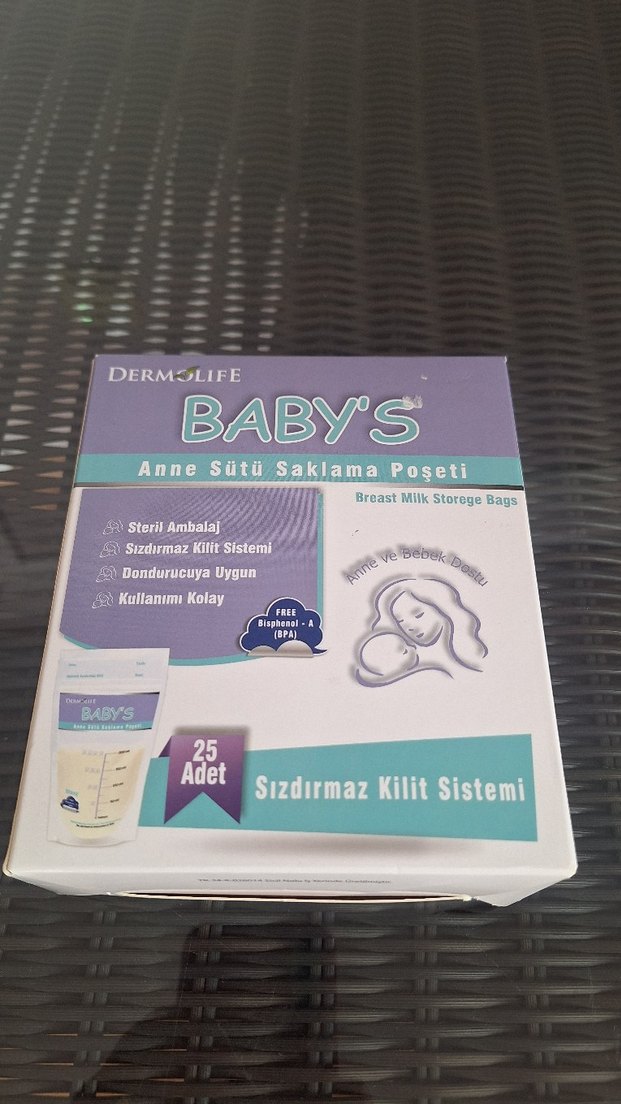 DERMOLIFE
BABY'S
Anne Sütü Saklama Poşeti
Breast Milk Storege Bags
Steril Ambalaj
Sızdırmaz Kilit Sistemi
Dondurucuya Uygun
Kullanımı Kolay
FREE
Bisphenol - A
(BPA)
Anne ve Bebek Dostu
DERMOLIFE
BABY'S
Anne Sütü Saklama Poşeti
25
Adet
Sızdırmaz Kilit Sistemi